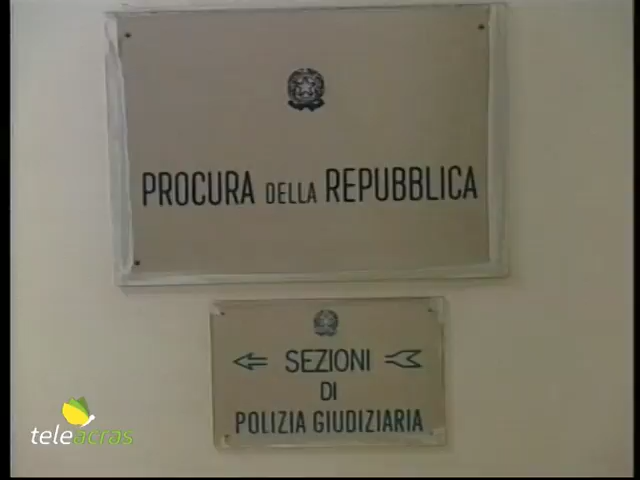 PROCURA DELLA REPUBBLICA
SEZIONI
DI
POLIZIA GIUDIZIARIA
teleacras